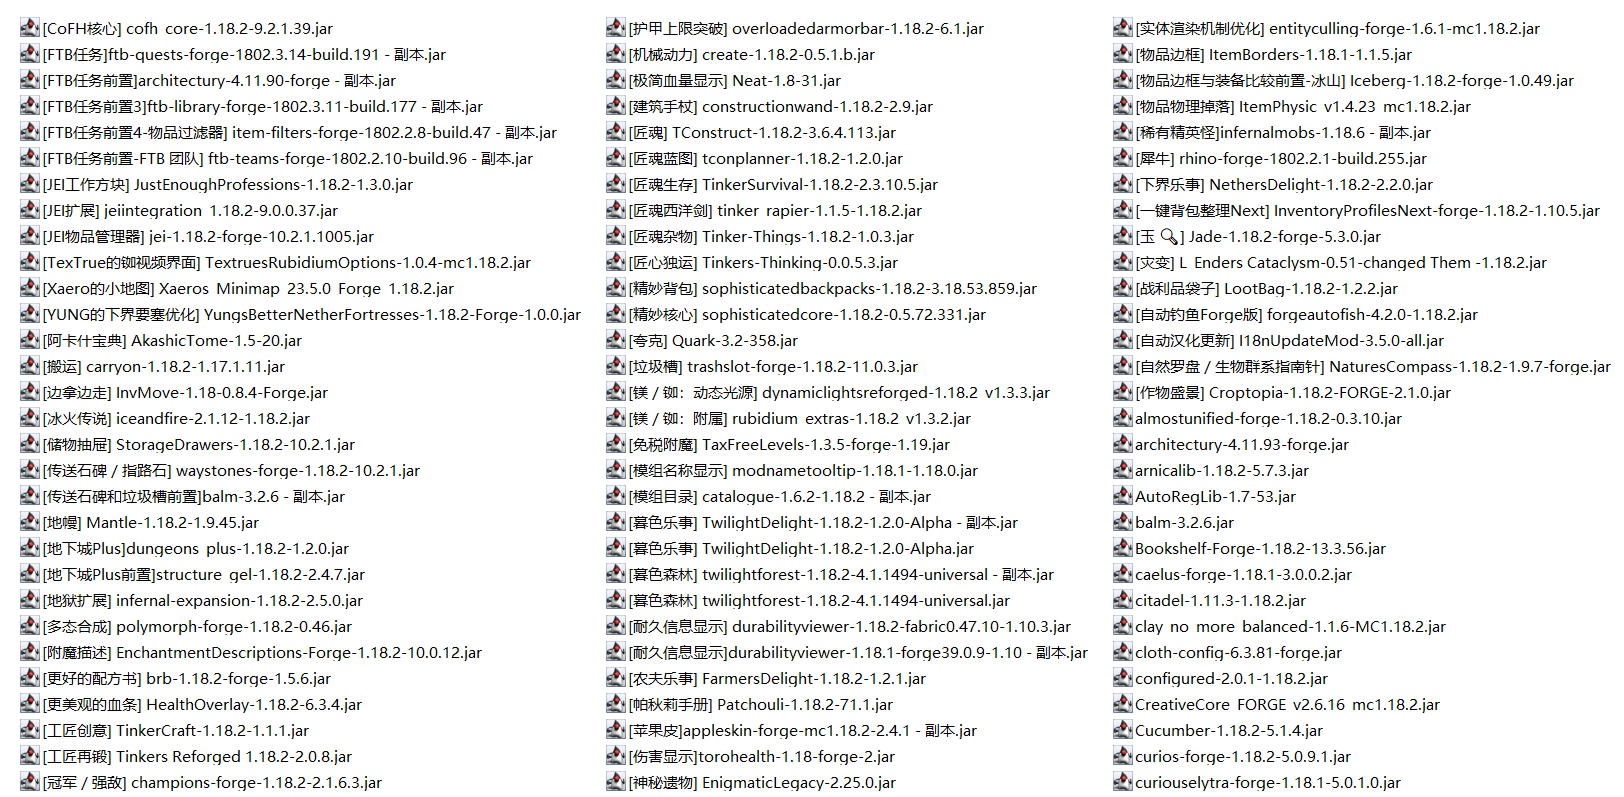 [CoFH核心] cofh_core-1.18.2-9.2.1.39.jar
[FTB任务]ftb-quests-forge-1802.3.14-build.191 - 副本.jar
[FTB任务前置]architectury-4.11.90-forge - 副本.jar
[FTB任务前置3]ftb-library-forge-1802.3.11-build.177 - 副本.jar
[FTB任务前置4-物品过滤器] item-filters-forge-1802.2.8-build.47 - 副本.jar
[FTB任务前置-FTB 团队] ftb-teams-forge-1802.2.10-build.96 - 副本.jar
[JEI工作方块] JustEnoughProfessions-1.18.2-1.3.0.jar
[JEI扩展] jeiintegration_1.18.2-9.0.0.37.jar
[JEI物品管理器] jei-1.18.2-forge-10.2.1.1005.jar
[TexTrue的铷视频界面] TextruesRubidiumOptions-1.0.4-mc1.18.2.jar
[Xaero的小地图] Xaeros_Minimap_23.5.0_Forge_1.18.2.jar
[YUNG的下界要塞优化] YungsBetterNetherFortresses-1.18.2-Forge-1.0.0.jar
[阿卡什宝典] AkashicTome-1.5-20.jar
[搬运] carryon-1.18.2-1.17.1.11.jar
[边拿边走] InvMove-1.18-0.8.4-Forge.jar
[冰火传说] iceandfire-2.1.12-1.18.2.jar
[储物抽屉] StorageDrawers-1.18.2-10.2.1.jar
[传送石碑 / 指路石] waystones-forge-1.18.2-10.2.1.jar
[传送石碑和垃圾槽前置]balm-3.2.6 - 副本.jar
[地幔] Mantle-1.18.2-1.9.45.jar
[地下城Plus]dungeons_plus-1.18.2-1.2.0.jar
[地下城Plus前置]structure_gel-1.18.2-2.4.7.jar
[地狱扩展] infernal-expansion-1.18.2-2.5.0.jar
[多态合成] polymorph-forge-1.18.2-0.46.jar
[附魔描述] EnchantmentDescriptions-Forge-1.18.2-10.0.12.jar
[更好的配方书] brb-1.18.2-forge-1.5.6.jar
[更美观的血条] HealthOverlay-1.18.2-6.3.4.jar
[工匠创意] TinkerCraft-1.18.2-1.1.1.jar
[工匠再锻] Tinkers_Reforged_1.18.2-2.0.8.jar
[冠军 / 强敌] champions-forge-1.18.2-2.1.6.3.jar
[护甲上限突破] overloadedarmorbar-1.18.2-6.1.jar
[机械动力] create-1.18.2-0.5.1.b.jar
[极简血量显示] Neat-1.8-31.jar
[建筑手杖] constructionwand-1.18.2-2.9.jar
[匠魂] TConstruct-1.18.2-3.6.4.113.jar
[匠魂蓝图] tconplanner-1.18.2-1.2.0.jar
[匠魂生存] TinkerSurvival-1.18.2-2.3.10.5.jar
[匠魂西洋剑] tinker_rapier-1.1.5-1.18.2.jar
[匠魂杂物] Tinker-Things-1.18.2-1.0.3.jar
[匠心独运] Tinkers-Thinking-0.0.5.3.jar
[精妙背包] sophisticatedbackpacks-1.18.2-3.18.53.859.jar
[精妙核心] sophisticatedcore-1.18.2-0.5.72.331.jar
[夸克] Quark-3.2-358.jar
[垃圾槽] trashslot-forge-1.18.2-11.0.3.jar
[镁 / 铷：动态光源] dynamiclightsreforged-1.18.2_v1.3.3.jar
[镁 / 铷：附属] rubidium_extras-1.18.2_v1.3.2.jar
[免税附魔] TaxFreeLevels-1.3.5-forge-1.19.jar
[模组名称显示] modnametooltip-1.18.1-1.18.0.jar
[模组目录] catalogue-1.6.2-1.18.2 - 副本.jar
[暮色乐事] TwilightDelight-1.18.2-1.2.0-Alpha - 副本.jar
[暮色乐事] TwilightDelight-1.18.2-1.2.0-Alpha.jar
[暮色森林] twilightforest-1.18.2-4.1.1494-universal - 副本.jar
[暮色森林] twilightforest-1.18.2-4.1.1494-universal.jar
[耐久信息显示] durabilityviewer-1.18.2-fabric0.47.10-1.10.3.jar
[耐久信息显示]durabilityviewer-1.18.1-forge39.0.9-1.10 - 副本.jar
[农夫乐事] FarmersDelight-1.18.2-1.2.1.jar
[帕秋莉手册] Patchouli-1.18.2-71.1.jar
[苹果皮]appleskin-forge-mc1.18.2-2.4.1 - 副本.jar
[伤害显示]torohealth-1.18-forge-2.jar
[神秘遗物] EnigmaticLegacy-2.25.0.jar
[实体渲染机制优化] entityculling-forge-1.6.1-mc1.18.2.jar
[物品边框] ItemBorders-1.18.1-1.1.5.jar
[物品边框与装备比较前置-冰山] Iceberg-1.18.2-forge-1.0.49.jar
[物品物理掉落] ItemPhysic_v1.4.23_mc1.18.2.jar
[稀有精英怪]infernalmobs-1.18.6 - 副本.jar
[犀牛] rhino-forge-1802.2.1-build.255.jar
[下界乐事] NethersDelight-1.18.2-2.2.0.jar
[一键背包整理Next] InventoryProfilesNext-forge-1.18.2-1.10.5.jar
[玉 🔍] Jade-1.18.2-forge-5.3.0.jar
[灾变] L_Enders_Cataclysm-0.51-changed Them -1.18.2.jar
[战利品袋子] LootBag-1.18.2-1.2.2.jar
[自动钓鱼Forge版] forgeautofish-4.2.0-1.18.2.jar
[自动汉化更新] I18nUpdateMod-3.5.0-all.jar
[自然罗盘 / 生物群系指南针] NaturesCompass-1.18.2-1.9.7-forge.jar
[作物盛景] Croptopia-1.18.2-FORGE-2.1.0.jar
almostunified-forge-1.18.2-0.3.10.jar
architectury-4.11.93-forge.jar
arnicalib-1.18.2-5.7.3.jar
AutoRegLib-1.7-53.jar
balm-3.2.6.jar
Bookshelf-Forge-1.18.2-13.3.56.jar
caelus-forge-1.18.1-3.0.0.2.jar
citadel-1.11.3-1.18.2.jar
clay_no_more_balanced-1.1.6-MC1.18.2.jar
cloth-config-6.3.81-forge.jar
configured-2.0.1-1.18.2.jar
CreativeCore_FORGE_v2.6.16_mc1.18.2.jar
Cucumber-1.18.2-5.1.4.jar
curios-forge-1.18.2-5.0.9.1.jar
curiouselytra-forge-1.18.1-5.0.1.0.jar